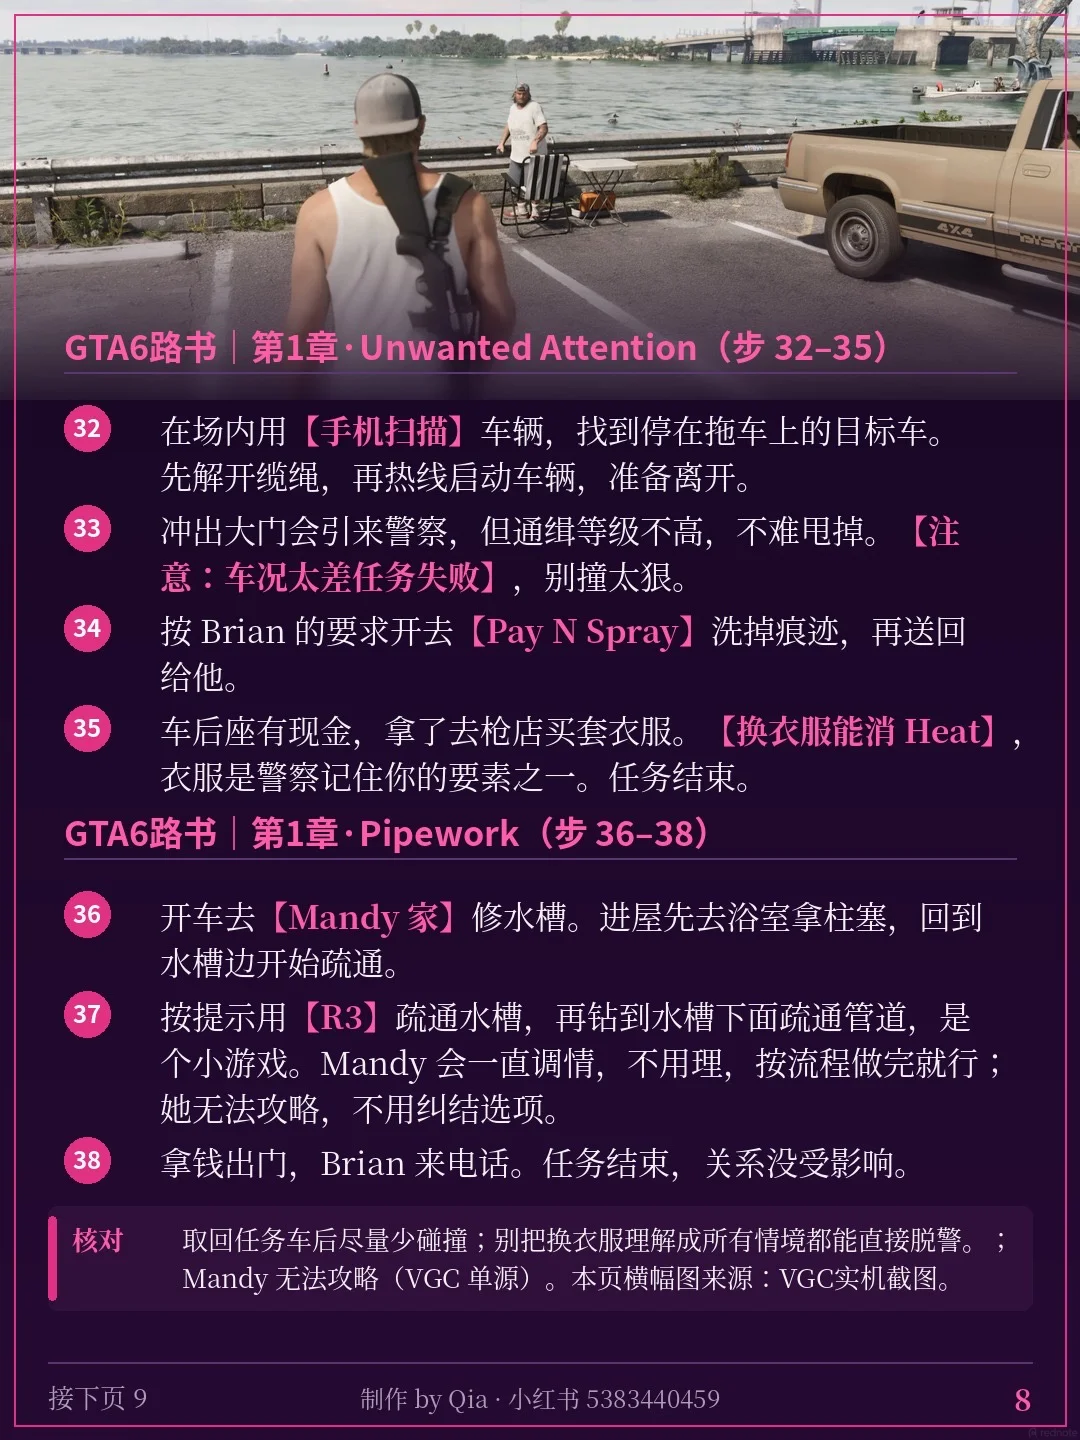 4X4
GTA6路书｜第1章·Unwanted Attention（步 32–35）
32
在场内用【手机扫描】车辆，找到停在拖车上的目标车。
先解开缆绳，再热线启动车辆，准备离开。
33
冲出大门会引来警察，但通缉等级不高，不难甩掉。【注
意：车况太差任务失败】，别撞太狠。
34
按 Brian 的要求开去【Pay N Spray】洗掉痕迹，再送回
给他。
35
车后座有现金，拿了去枪店买套衣服。【换衣服能消 Heat】，
衣服是警察记住你的要素之一。任务结束。
GTA6路书｜第1章·Pipework（步 36–38）
36
开车去【Mandy 家】修水槽。进屋先去浴室拿柱塞，回到
水槽边开始疏通。
37
按提示用【R3】疏通水槽，再钻到水槽下面疏通管道，是
个小游戏。Mandy 会一直调情，不用理，按流程做完就行；
她无法攻略，不用纠结选项。
38
拿钱出门，Brian 来电话。任务结束，关系没受影响。
核对
取回任务车后尽量少碰撞；别把换衣服理解成所有情境都能直接脱警。；
Mandy 无法攻略（VGC 单源）。本页横幅图来源：VGC实机截图。
接下页 9
制作 by Qia · 小红书 5383440459
8
rednote